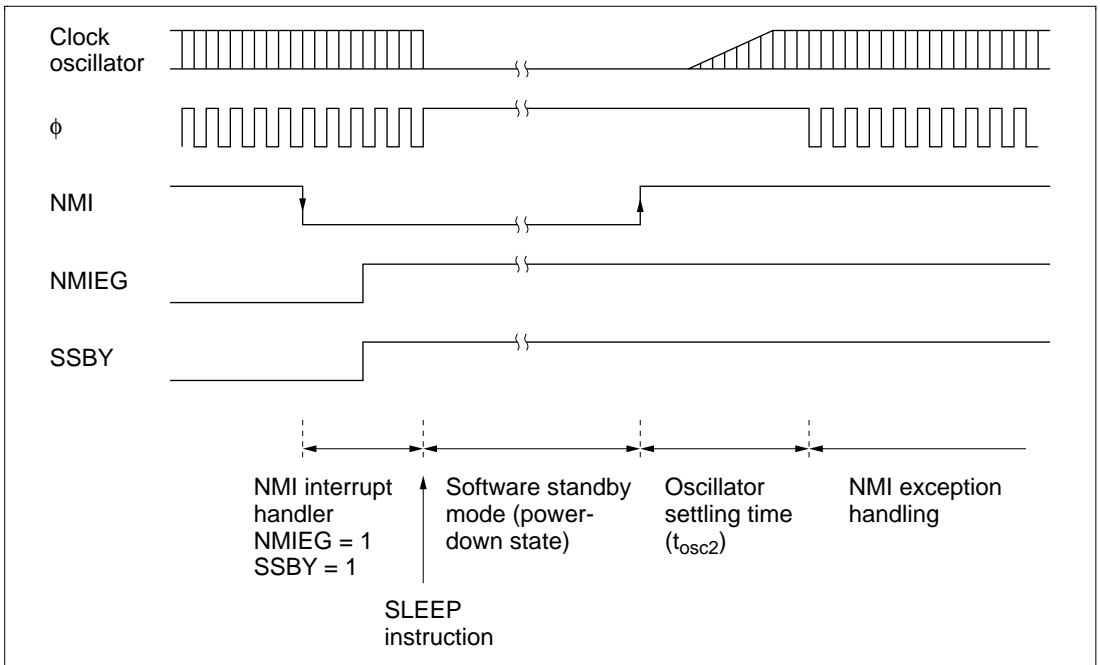 Clock
oscillator
φ
NMI
NMIEG
SSBY
NMI interrupt
handler
NMIEG = 1
SSBY = 1
Software standby
mode (power-
down state)
Oscillator
settling time
(tosc2)
NMI exception
handling
SLEEP
instruction